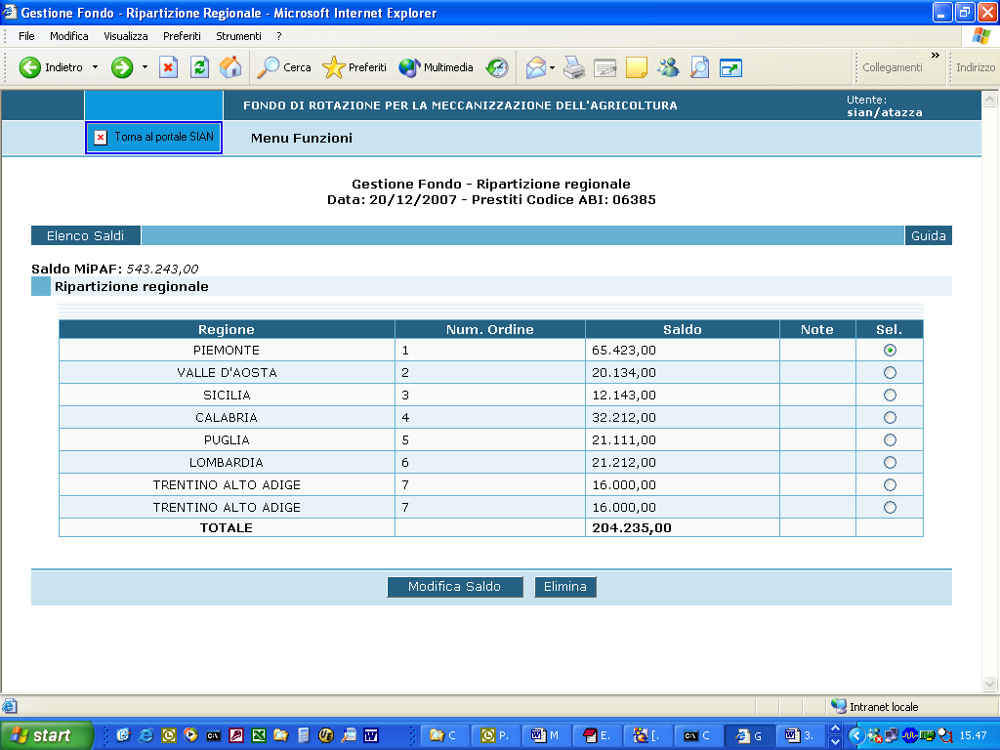 Gestione Fondo - Ripartizione Regionale - Microsoft Internet Explorer
File Modifica Visualizza Preferiti Strumenti ?
Indietro Cerca Preferiti Multimedia Collegamenti » Indirizzo
FONDO DI ROTAZIONE PER LA MECCANIZZAZIONE DELL'AGRICOLTURA
Utente:
sian/atazza
Torna al portale SIAN Menu Funzioni
Gestione Fondo - Ripartizione regionale
Data: 20/12/2007 - Prestiti Codice ABI: 06385
Elenco Saldi Guida
Saldo MiPAF: 543.243,00
Ripartizione regionale
Regione Num. Ordine Saldo Note Sel.
PIEMONTE 1 65.423,00
VALLE D'AOSTA 2 20.134,00
SICILIA 3 12.143,00
CALABRIA 4 32.212,00
PUGLIA 5 21.111,00
LOMBARDIA 6 21.212,00
TRENTINO ALTO ADIGE 7 16.000,00
TRENTINO ALTO ADIGE 7 16.000,00
TOTALE 204.235,00
Modifica Saldo Elimina
Intranet locale
start C P. M E. [. C G 3. 15.47